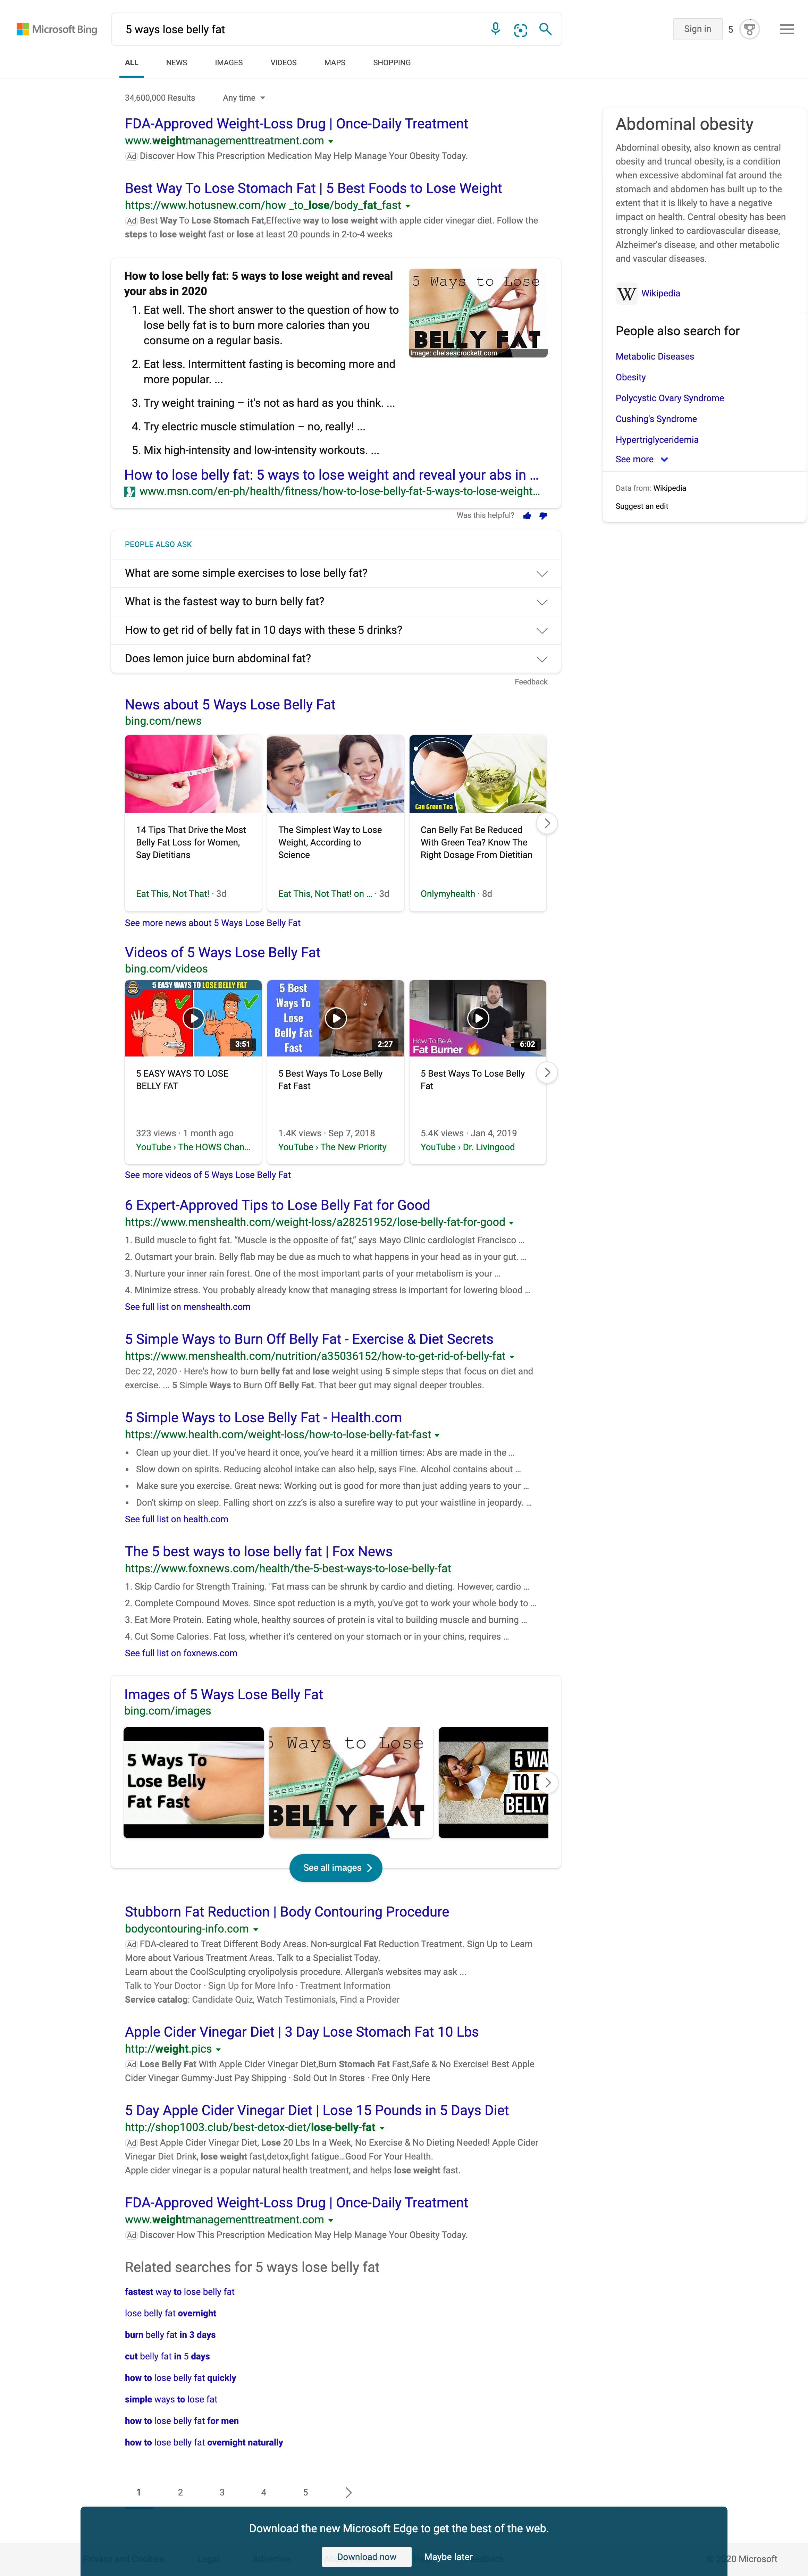 Microsoft Bing
5 ways lose belly fat
Sign in
5
ALL
NEWS
IMAGES
VIDEOS
MAPS
SHOPPING
34,600,000 Results
Any time
FDA-Approved Weight-Loss Drug | Once-Daily Treatment
www.weightmanagementtreatment.com
Ad Discover How This Prescription Medication May Help Manage Your Obesity Today.
Best Way To Lose Stomach Fat | 5 Best Foods to Lose Weight
https://www.hotusnew.com/how _to_lose/body_fat_fast
Ad Best Way To Lose Stomach Fat,Effective way to lose weight with apple cider vinegar diet. Follow the
steps to lose weight fast or lose at least 20 pounds in 2-to-4 weeks
How to lose belly fat: 5 ways to lose weight and reveal
your abs in 2020
1. Eat well. The short answer to the question of how to
lose belly fat is to burn more calories than you
consume on a regular basis.
2. Eat less. Intermittent fasting is becoming more and
more popular. ...
3. Try weight training – it's not as hard as you think. ...
4. Try electric muscle stimulation – no, really! ...
5. Mix high-intensity and low-intensity workouts. ...
5 Ways to Lose
BELLY FAT
Image: chelseacrockett.com
How to lose belly fat: 5 ways to lose weight and reveal your abs in ...
www.msn.com/en-ph/health/fitness/how-to-lose-belly-fat-5-ways-to-lose-weight...
Was this helpful?
PEOPLE ALSO ASK
What are some simple exercises to lose belly fat?
What is the fastest way to burn belly fat?
How to get rid of belly fat in 10 days with these 5 drinks?
Does lemon juice burn abdominal fat?
Feedback
Abdominal obesity
Abdominal obesity, also known as central
obesity and truncal obesity, is a condition
when excessive abdominal fat around the
stomach and abdomen has built up to the
extent that it is likely to have a negative
impact on health. Central obesity has been
strongly linked to cardiovascular disease,
Alzheimer's disease, and other metabolic
and vascular diseases.
W Wikipedia
People also search for
Metabolic Diseases
Obesity
Polycystic Ovary Syndrome
Cushing's Syndrome
Hypertriglyceridemia
See more
Data from: Wikipedia
Suggest an edit
News about 5 Ways Lose Belly Fat
bing.com/news
14 Tips That Drive the Most
Belly Fat Loss for Women,
Say Dietitians
Eat This, Not That! · 3d
The Simplest Way to Lose
Weight, According to
Science
Eat This, Not That! on ... · 3d
Can Green Tea
Can Belly Fat Be Reduced
With Green Tea? Know The
Right Dosage From Dietitian
Onlymyhealth · 8d
See more news about 5 Ways Lose Belly Fat
Videos of 5 Ways Lose Belly Fat
bing.com/videos
5 EASY WAYS TO LOSE BELLY FAT
3:51
5 EASY WAYS TO LOSE
BELLY FAT
323 views · 1 month ago
YouTube › The HOWS Chan...
5 Best
Ways To
Lose
Belly Fat
Fast
2:27
5 Best Ways To Lose Belly
Fat Fast
1.4K views · Sep 7, 2018
YouTube › The New Priority
How To Be A
Fat Burner
6:02
5 Best Ways To Lose Belly
Fat
5.4K views · Jan 4, 2019
YouTube › Dr. Livingood
See more videos of 5 Ways Lose Belly Fat
6 Expert-Approved Tips to Lose Belly Fat for Good
https://www.menshealth.com/weight-loss/a28251952/lose-belly-fat-for-good
1. Build muscle to fight fat. “Muscle is the opposite of fat,” says Mayo Clinic cardiologist Francisco ...
2. Outsmart your brain. Belly flab may be due as much to what happens in your head as in your gut. ...
3. Nurture your inner rain forest. One of the most important parts of your metabolism is your ...
4. Minimize stress. You probably already know that managing stress is important for lowering blood ...
See full list on menshealth.com
5 Simple Ways to Burn Off Belly Fat - Exercise & Diet Secrets
https://www.menshealth.com/nutrition/a35036152/how-to-get-rid-of-belly-fat
Dec 22, 2020 · Here's how to burn belly fat and lose weight using 5 simple steps that focus on diet and
exercise. ... 5 Simple Ways to Burn Off Belly Fat. That beer gut may signal deeper troubles.
5 Simple Ways to Lose Belly Fat - Health.com
https://www.health.com/weight-loss/how-to-lose-belly-fat-fast
• Clean up your diet. If you've heard it once, you've heard it a million times: Abs are made in the ...
• Slow down on spirits. Reducing alcohol intake can also help, says Fine. Alcohol contains about ...
• Make sure you exercise. Great news: Working out is good for more than just adding years to your ...
• Don't skimp on sleep. Falling short on zzz's is also a surefire way to put your waistline in jeopardy. ...
See full list on health.com
The 5 best ways to lose belly fat | Fox News
https://www.foxnews.com/health/the-5-best-ways-to-lose-belly-fat
1. Skip Cardio for Strength Training. "Fat mass can be shrunk by cardio and dieting. However, cardio ...
2. Complete Compound Moves. Since spot reduction is a myth, you've got to work your whole body to ...
3. Eat More Protein. Eating whole, healthy sources of protein is vital to building muscle and burning ...
4. Cut Some Calories. Fat loss, whether it's centered on your stomach or in your chins, requires ...
See full list on foxnews.com
Images of 5 Ways Lose Belly Fat
bing.com/images
5 Ways To
Lose Belly
Fat Fast
5 Ways to Lose
BELLY FAT
5 WA
TO
BELLY
See all images
Stubborn Fat Reduction | Body Contouring Procedure
bodycontouring-info.com
Ad FDA-cleared to Treat Different Body Areas. Non-surgical Fat Reduction Treatment. Sign Up to Learn
More about Various Treatment Areas. Talk to a Specialist Today.
Learn about the CoolSculpting cryolipolysis procedure. Allergan's websites may ask ...
Talk to Your Doctor · Sign Up for More Info · Treatment Information
Service catalog: Candidate Quiz, Watch Testimonials, Find a Provider
Apple Cider Vinegar Diet | 3 Day Lose Stomach Fat 10 Lbs
http://weight.pics
Ad Lose Belly Fat With Apple Cider Vinegar Diet,Burn Stomach Fat Fast,Safe & No Exercise! Best Apple
Cider Vinegar Gummy-Just Pay Shipping · Sold Out In Stores · Free Only Here
5 Day Apple Cider Vinegar Diet | Lose 15 Pounds in 5 Days Diet
http://shop1003.club/best-detox-diet/lose-belly-fat
Ad Best Apple Cider Vinegar Diet, Lose 20 Lbs In a Week, No Exercise & No Dieting Needed! Apple Cider
Vinegar Diet Drink, lose weight fast,detox,fight fatigue...Good For Your Health.
Apple cider vinegar is a popular natural health treatment, and helps lose weight fast.
FDA-Approved Weight-Loss Drug | Once-Daily Treatment
www.weightmanagementtreatment.com
Ad Discover How This Prescription Medication May Help Manage Your Obesity Today.
Related searches for 5 ways lose belly fat
fastest way to lose belly fat
lose belly fat overnight
burn belly fat in 3 days
cut belly fat in 5 days
how to lose belly fat quickly
simple ways to lose fat
how to lose belly fat for men
how to lose belly fat overnight naturally
1
2
3
4
5
Download the new Microsoft Edge to get the best of the web.
Download now
Maybe later
20 Microsoft